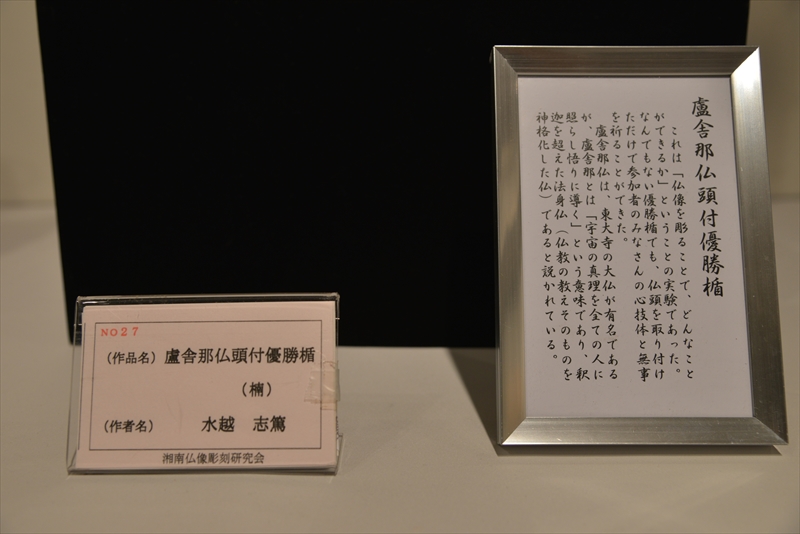 NO27
(作品名) 盧舎那仏頭付優勝楯
(楠)
(作者名) 水越 志篤
湘南仏像彫刻研究会
盧舎那仏頭付優勝楯
これは「仏像を彫ることで、どんなこと
ができるか」ということの実験であった。
なんでもない優勝楯でも、仏頭を取り付け
ただけで参加者のみなさんの心技体と無事
を祈ることができた。
盧舎那仏は、東大寺の大仏が有名である
が、盧舎那とは「宇宙の真理を全ての人に
照らし悟りに導く」という意味であり、釈
迦を超えた法身仏(仏教の教えそのものを
神格化した仏)であると説かれている。